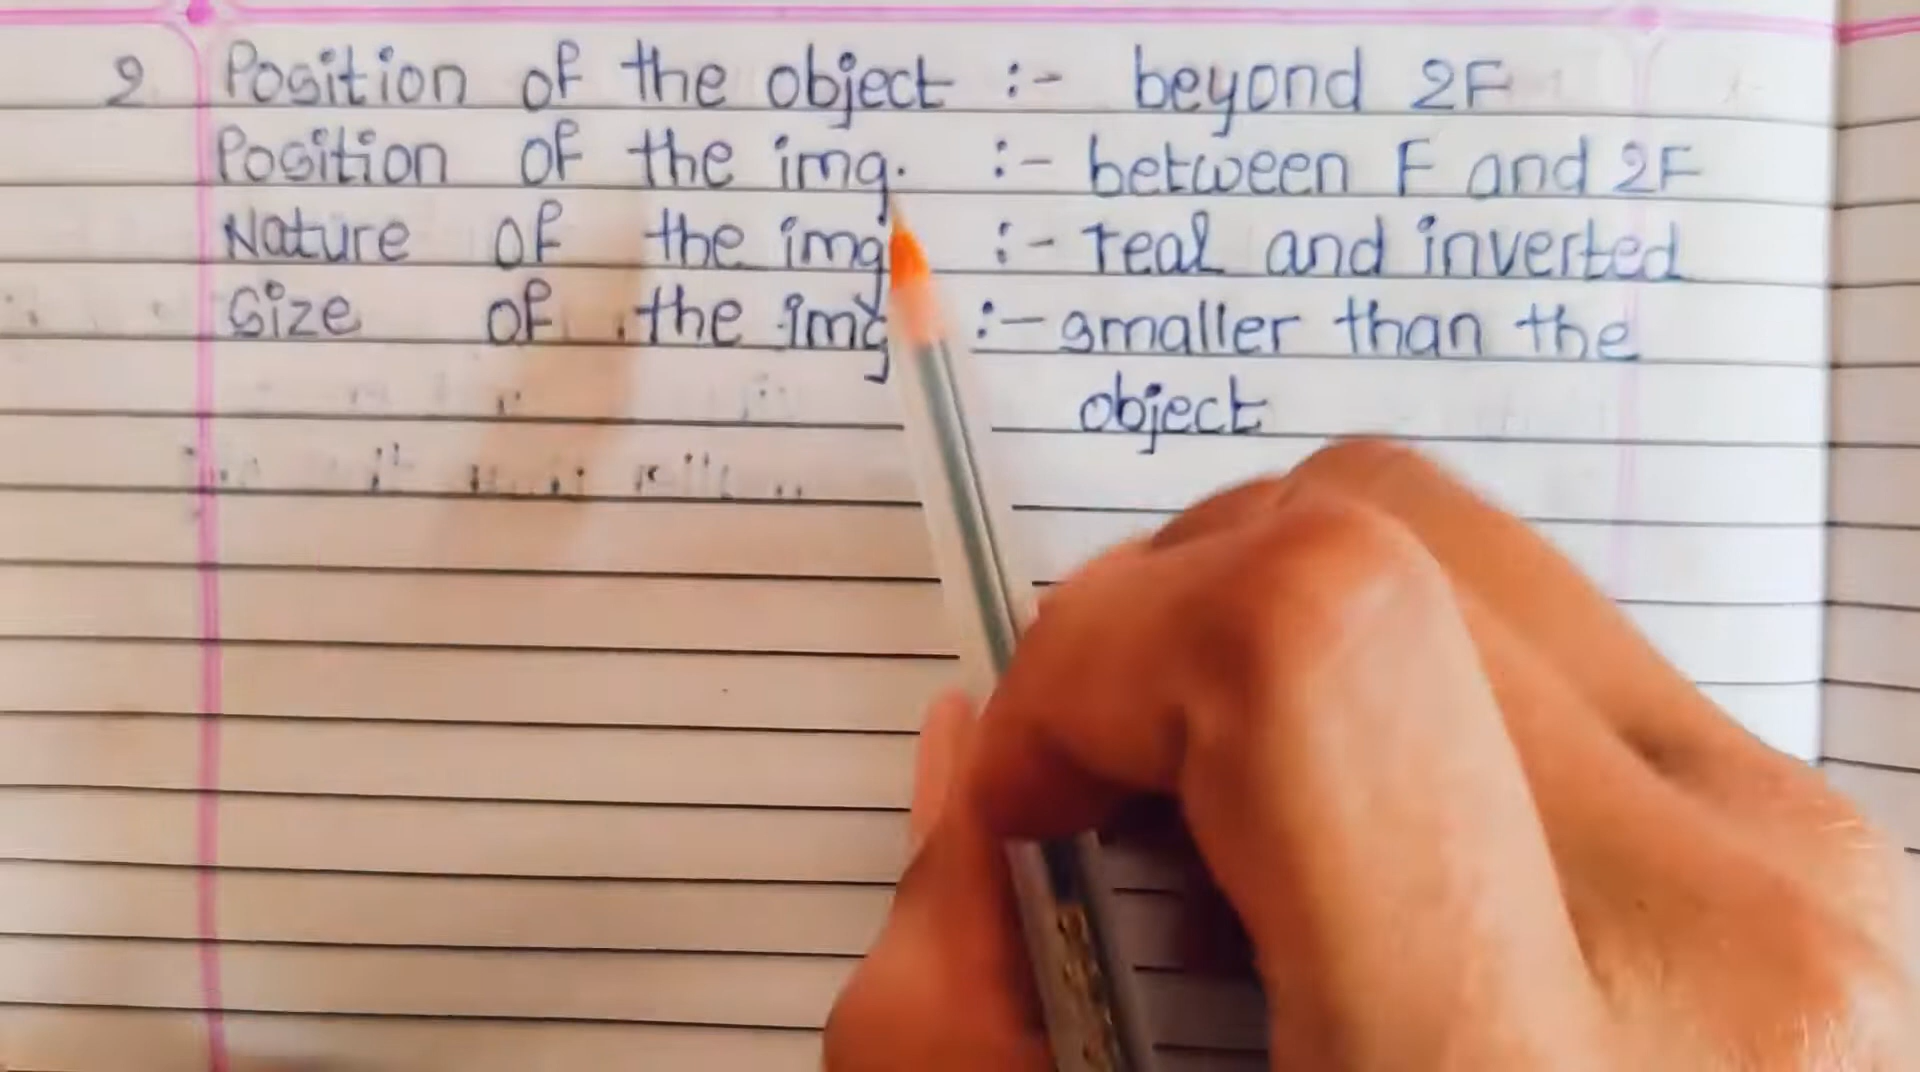 2 Position of the object :- beyond 2F
Position of the img. :- between F and 2F
Nature of the img :- real and inverted
Size of the img :- smaller than the
object